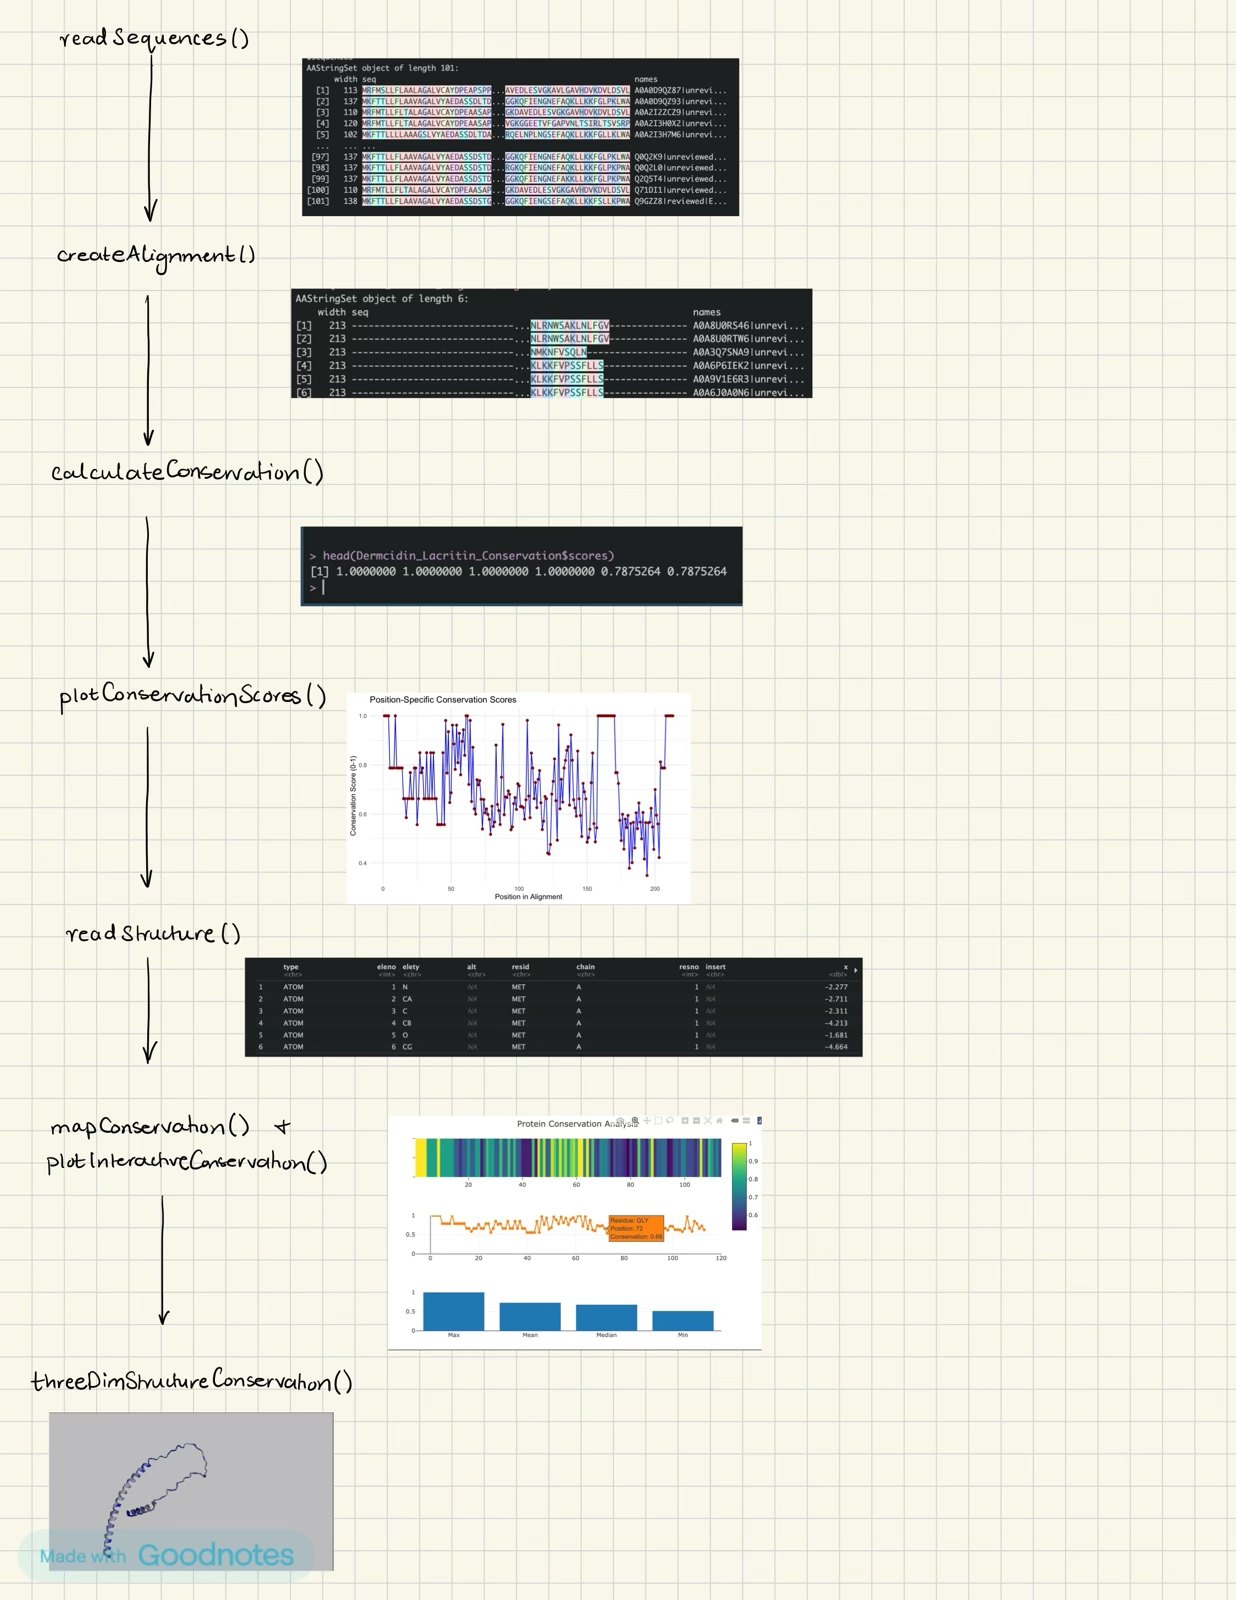 readSequences()
$sequences
AAStringSet object of length 101:
width seq names
[1] 113 MRFMSLLFLAALAGALVCAYDPEAPSPP...AVEDLESVGKAVLGAVHDVKDVLDSVL A0A0D9QZ87|unrevi...
[2] 137 MKFTTLLFLAAVAGALVYAEDASSDLTD...GGKQFIENGNEFAQKLLKKFGLPKLWA A0A0D9QZ93|unrevi...
[3] 110 MRFMTLLFLTALAGALVCAYDPEAASAP...GKDAVEDLESVGKGAVHDVKDVLDSVL A0A2I2ZCZ9|unrevi...
[4] 120 MRFMTLLFLTALAGALVCAYDPEAASAP...VGKGGEETVFGAPVNLTSIRLTSVSRP A0A2I3H0X2|unrevi...
[5] 102 MKFTTLLLLAAAGSLVYAEDASSDLTDA...RQELNPLNGSEFAQKLLKKFGLLKLWA A0A2I3H7M6|unrevi...
... ... ...
[97] 137 MKFTTLLFLAAVAGALVYAEDASSDSTD...GGKQFIENGNEFAQKLLKKFGLPKLWA Q0Q2K9|unreviewed...
[98] 137 MKFTTLLFLAAVAGALVYAEDASSDSTD...RGKQFIENGNEFAQKLLKKFGLPKPWA Q0Q2L0|unreviewed...
[99] 137 MKFTTLLFLAAVAGALVYAEDASSDSTD...GGKQFIENGNEFAKKLLKKFGLPKLWA Q2Q5T4|unreviewed...
[100] 110 MRFMTLLFLTALAGALVCAYDPEAASAP...GKDAVEDLESVGKGAVHDVKDVLDSVL Q71DI1|unreviewed...
[101] 138 MKFTTLLFLAAVAGALVYAEDASSDSTG...GGKQFIENGSEFAQKLLKKFSLLKPWA Q9GZZ8|reviewed|E...
createAlignment()
AAStringSet object of length 6:
width seq names
[1] 213 ----------------------------...NLRNWSAKLNLFGV-------------- A0A8U0RS46|unrevi...
[2] 213 ----------------------------...NLRNWSAKLNLFGV-------------- A0A8U0RTW6|unrevi...
[3] 213 ----------------------------...NMKNFVSQLN------------------ A0A3Q7SNA9|unrevi...
[4] 213 ----------------------------...KLKKFVPSSFLLS--------------- A0A6P6IEK2|unrevi...
[5] 213 ----------------------------...KLKKFVPSSFLLS--------------- A0A9V1E6R3|unrevi...
[6] 213 ----------------------------...KLKKFVPSSFLLS--------------- A0A6J0A0N6|unrevi...
calculateConservation()
> head(Dermcidin_Lacritin_Conservation$scores)
[1] 1.0000000 1.0000000 1.0000000 1.0000000 0.7875264 0.7875264
>
plotConservationScores()
Position-Specific Conservation Scores
1.0
0.8
0.6
0.4
Conservation Score (0-1)
0 50 100 150 200
Position in Alignment
readStructure()
type eleno elety alt resid chain resno insert x
<chr> <int> <chr> <chr> <chr> <chr> <int> <chr> <dbl>
1 ATOM 1 N NA MET A 1 NA -2.277
2 ATOM 2 CA NA MET A 1 NA -2.711
3 ATOM 3 C NA MET A 1 NA -2.311
4 ATOM 4 CB NA MET A 1 NA -4.213
5 ATOM 5 O NA MET A 1 NA -1.681
6 ATOM 6 CG NA MET A 1 NA -4.664
mapConservation() +
plotInteractiveConservation()
Protein Conservation Analysis
20 40 60 80 100
1
0.9
0.8
0.7
0.6
1
0.5
0
Residue: GLY
Position: 72
Conservation: 0.66
0 20 40 60 80 100 120
1
0.5
0
Max Mean Median Min
threeDimStructureConservation()
Made with Goodnotes